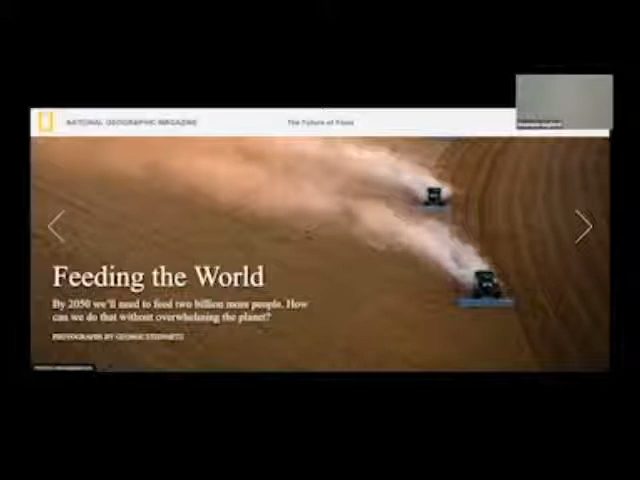 NATIONAL GEOGRAPHIC MAGAZINE
The Future of Food
Feeding the World
By 2050 we'll need to feed two billion more people. How
can we do that without overwhelming the planet?
PHOTOGRAPHS BY GEORGE STEINMETZ